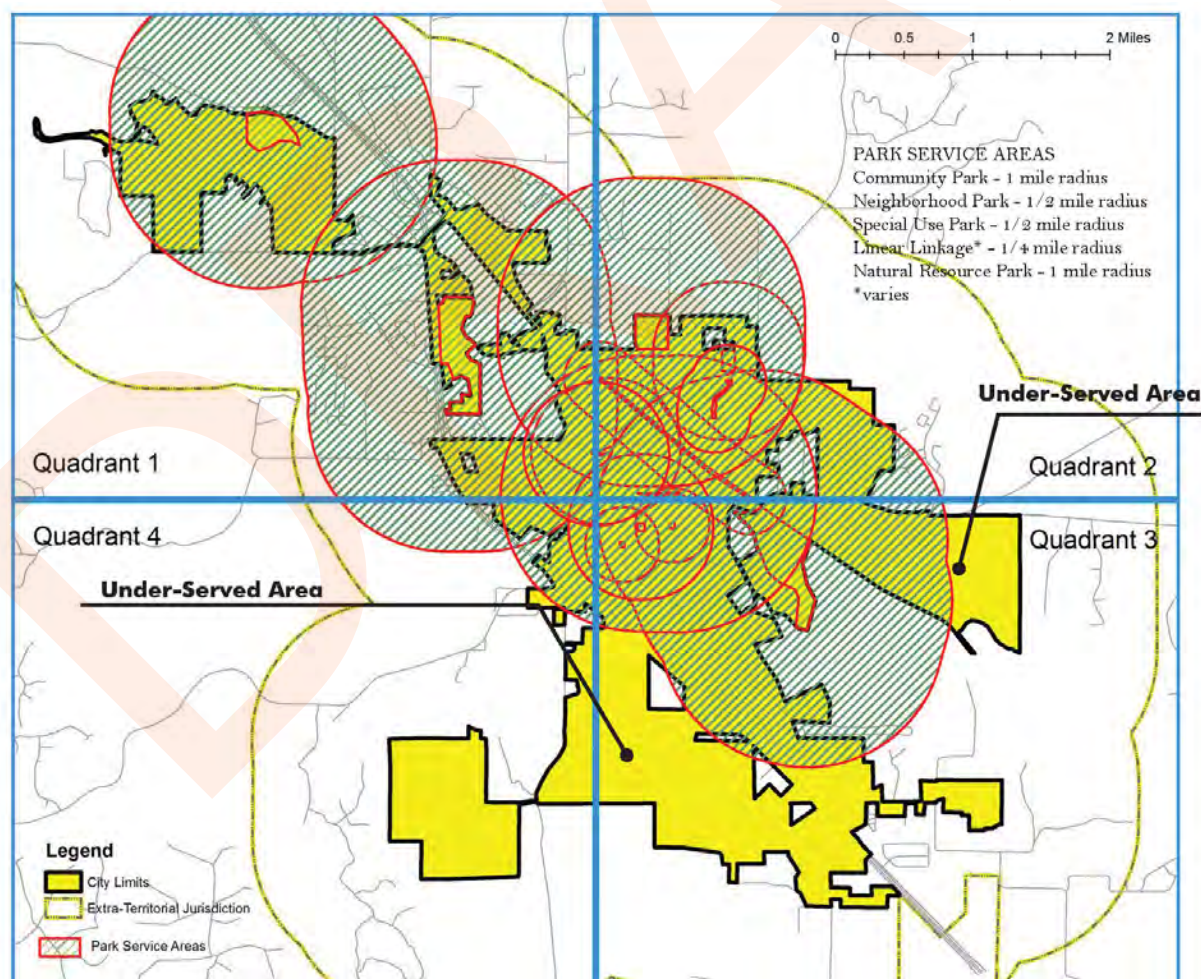 0 0.5 1 2 Miles
PARK SERVICE AREAS
Community Park - 1 mile radius
Neighborhood Park - 1/2 mile radius
Special Use Park - 1/2 mile radius
Linear Linkage* - 1/4 mile radius
Natural Resource Park - 1 mile radius
*varies
Under-Served Area
Quadrant 1
Quadrant 2
Quadrant 4
Quadrant 3
Under-Served Area
Legend
City Limits
Extra-Territorial Jurisdiction
Park Service Areas